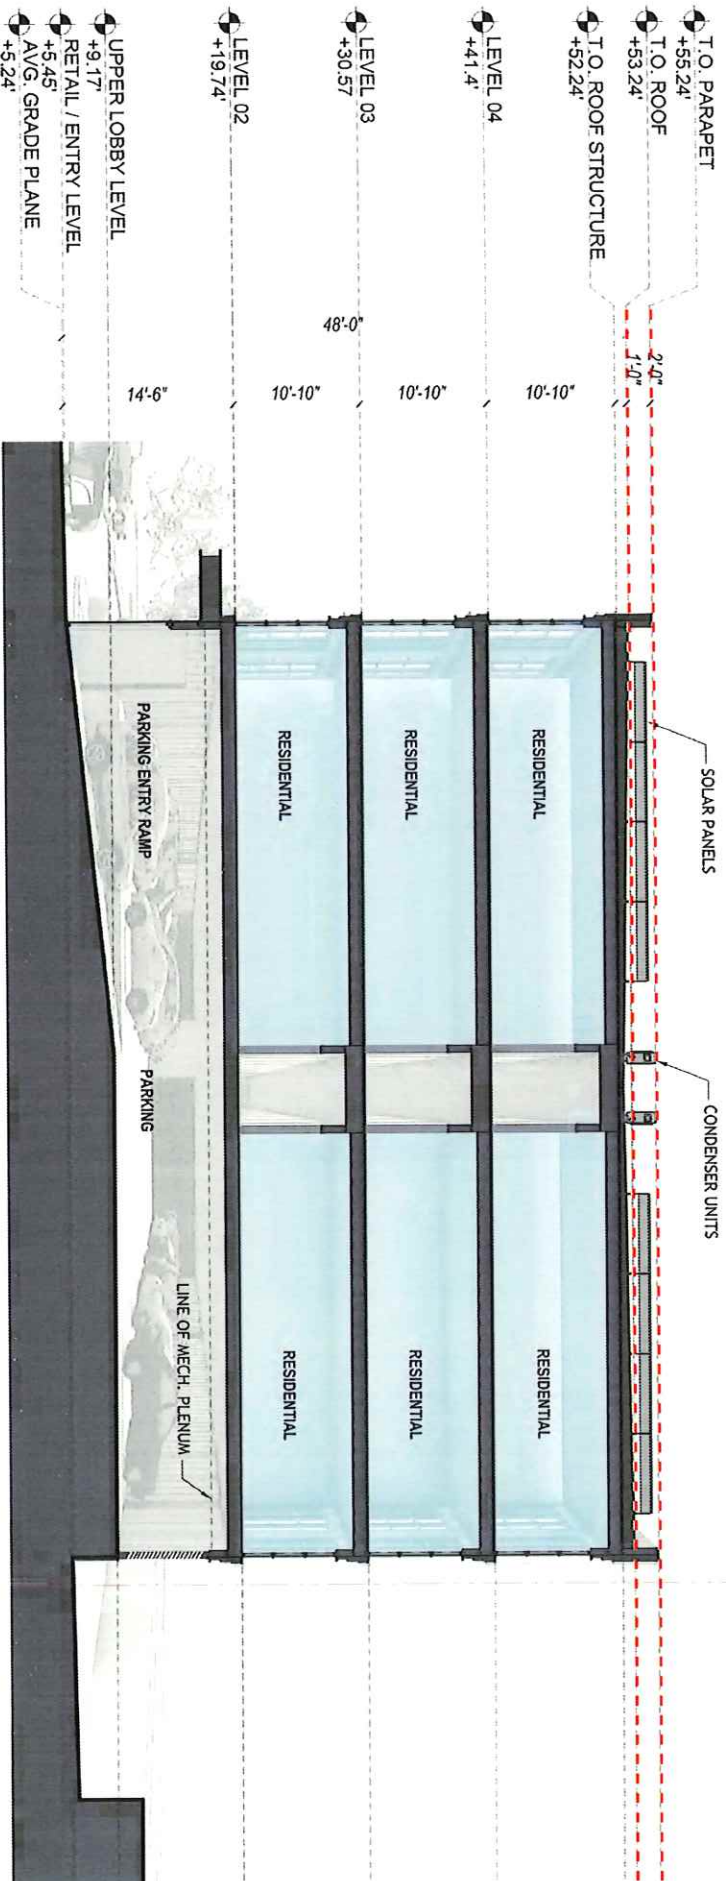 T.O. PARAPET
+55.24'
T.O. ROOF
+53.24'
T.O. ROOF STRUCTURE
+52.24'
LEVEL 04
+41.4'
LEVEL 03
+30.57
LEVEL 02
+19.74'
UPPER LOBBY LEVEL
+9.17'
RETAIL / ENTRY LEVEL
+5.45'
AVG. GRADE PLANE
+5.24'
2'-0"
1'-0"
48'-0"
10'-10"
10'-10"
10'-10"
14'-6"
SOLAR PANELS
CONDENSER UNITS
RESIDENTIAL
RESIDENTIAL
RESIDENTIAL
RESIDENTIAL
RESIDENTIAL
RESIDENTIAL
PARKING ENTRY RAMP
PARKING
LINE OF MECH. PLENUM